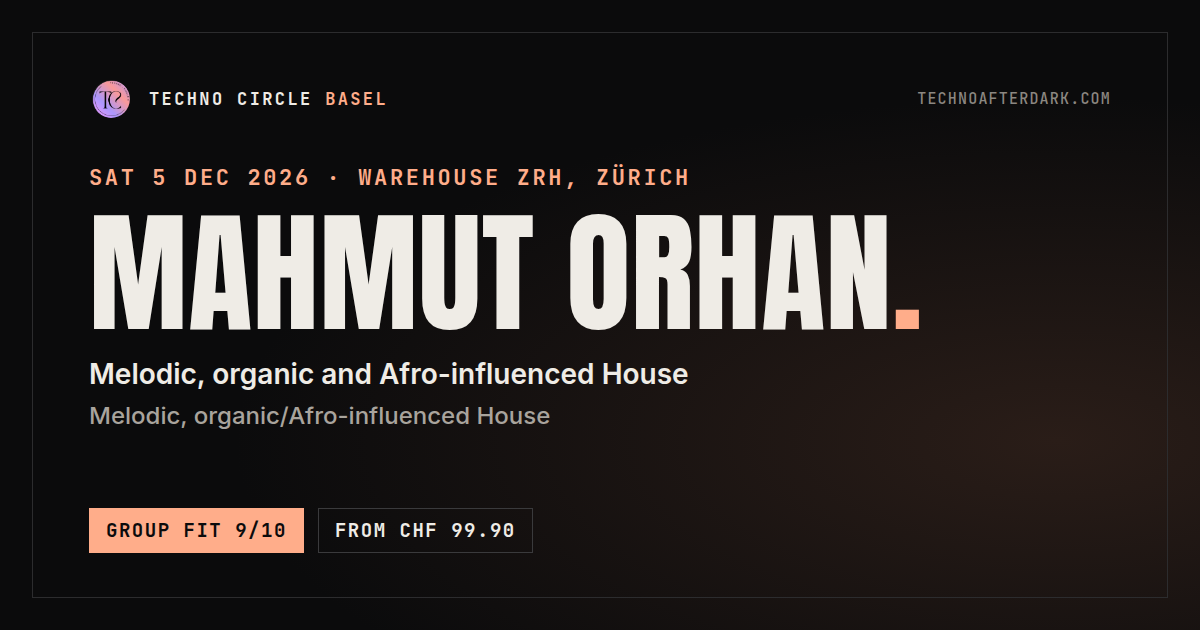 TC
TECHNO CIRCLE BASEL
TECHNOAFTERDARK.COM
SAT 5 DEC 2026 · WAREHOUSE ZRH, ZÜRICH
MAHMUT ORHAN.
Melodic, organic and Afro-influenced House
Melodic, organic/Afro-influenced House
GROUP FIT 9/10
FROM CHF 99.90